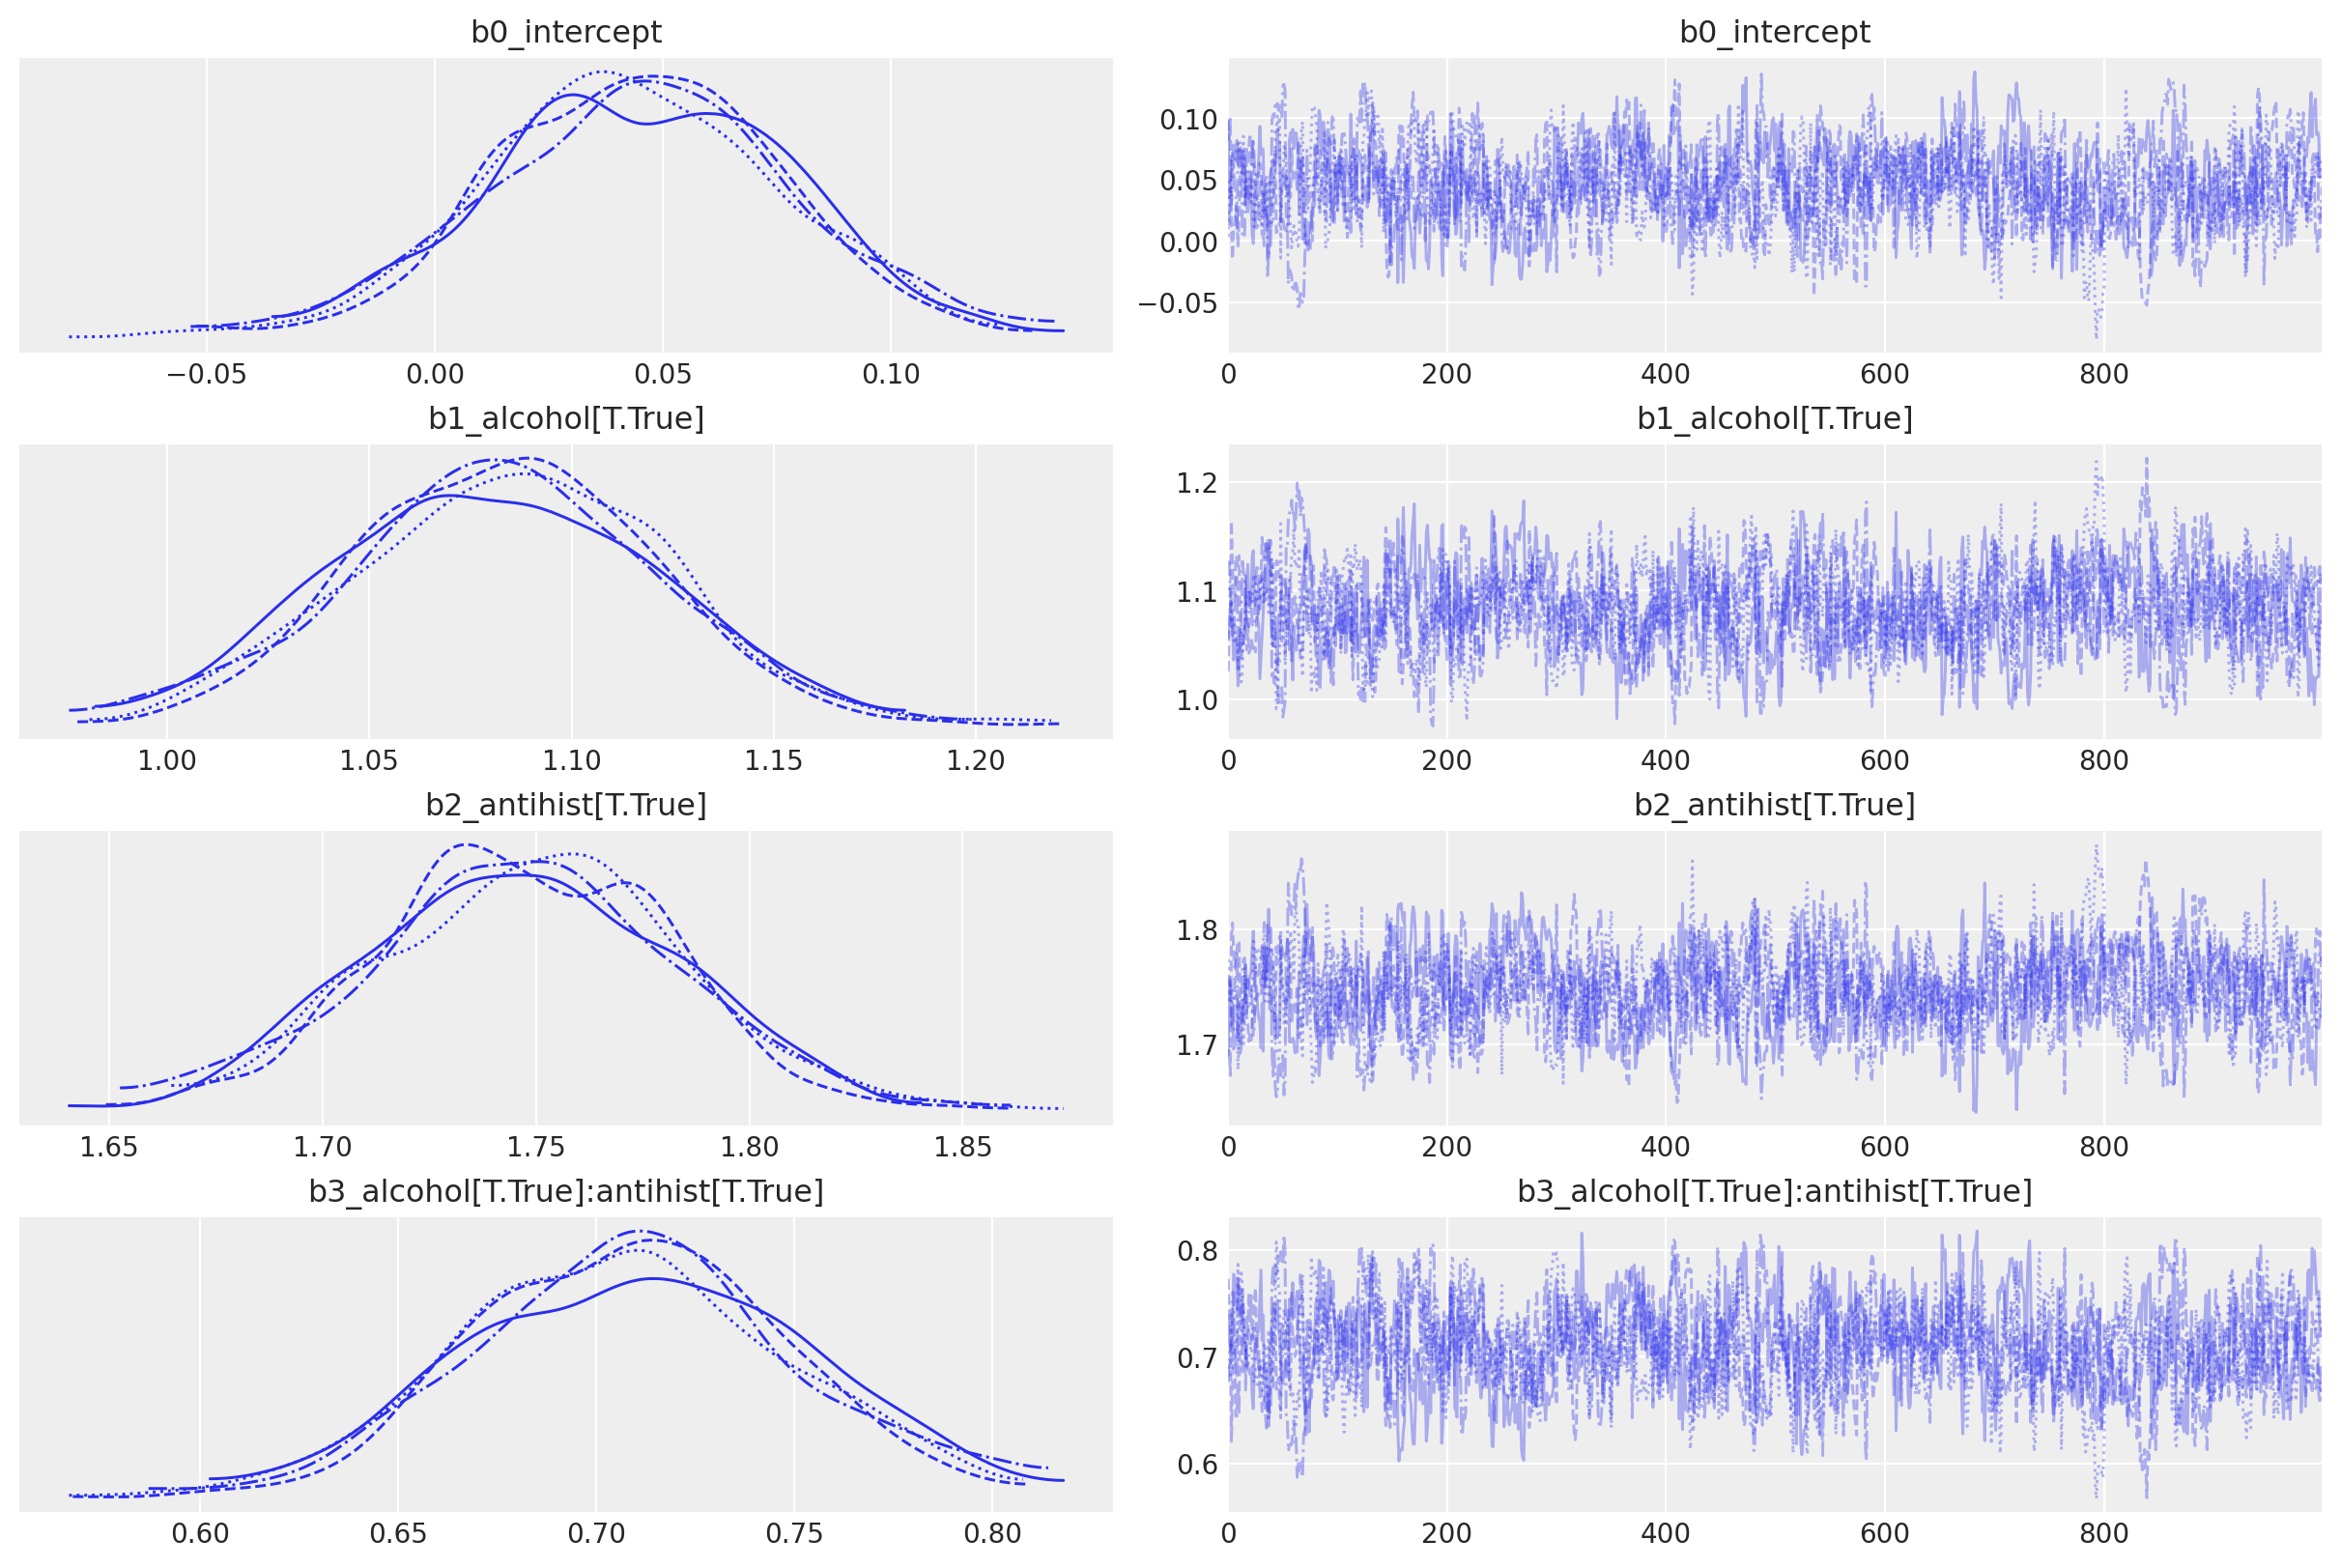 b0_intercept
b0_intercept
0.10
0.05
0.00
−0.05
−0.05 0.00 0.05 0.10
0 200 400 600 800
b1_alcohol[T.True]
b1_alcohol[T.True]
1.2
1.1
1.0
1.00 1.05 1.10 1.15 1.20
0 200 400 600 800
b2_antihist[T.True]
b2_antihist[T.True]
1.8
1.7
1.65 1.70 1.75 1.80 1.85
0 200 400 600 800
b3_alcohol[T.True]:antihist[T.True]
b3_alcohol[T.True]:antihist[T.True]
0.8
0.7
0.6
0.60 0.65 0.70 0.75 0.80
0 200 400 600 800